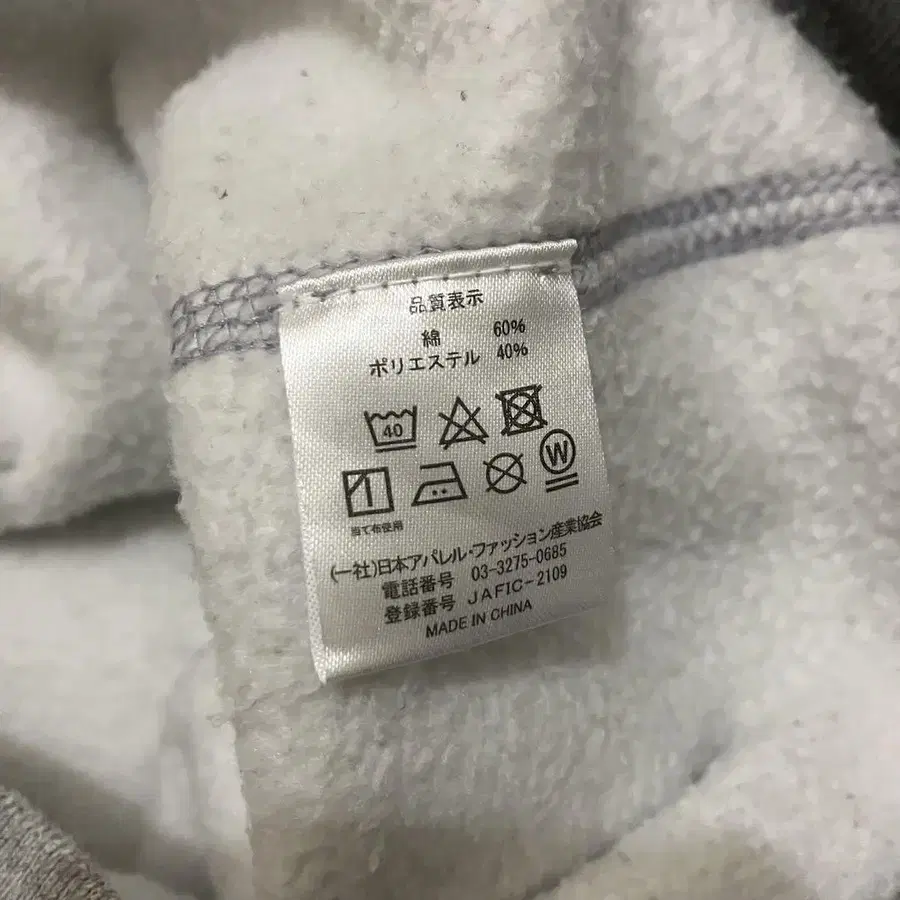 品質表示
綿 60%
ポリエステル 40%
40
W
当て布使用
(一社)日本アパレル・ファッション産業協会
電話番号 03-3275-0685
登録番号 JAFIC-2109
MADE IN CHINA